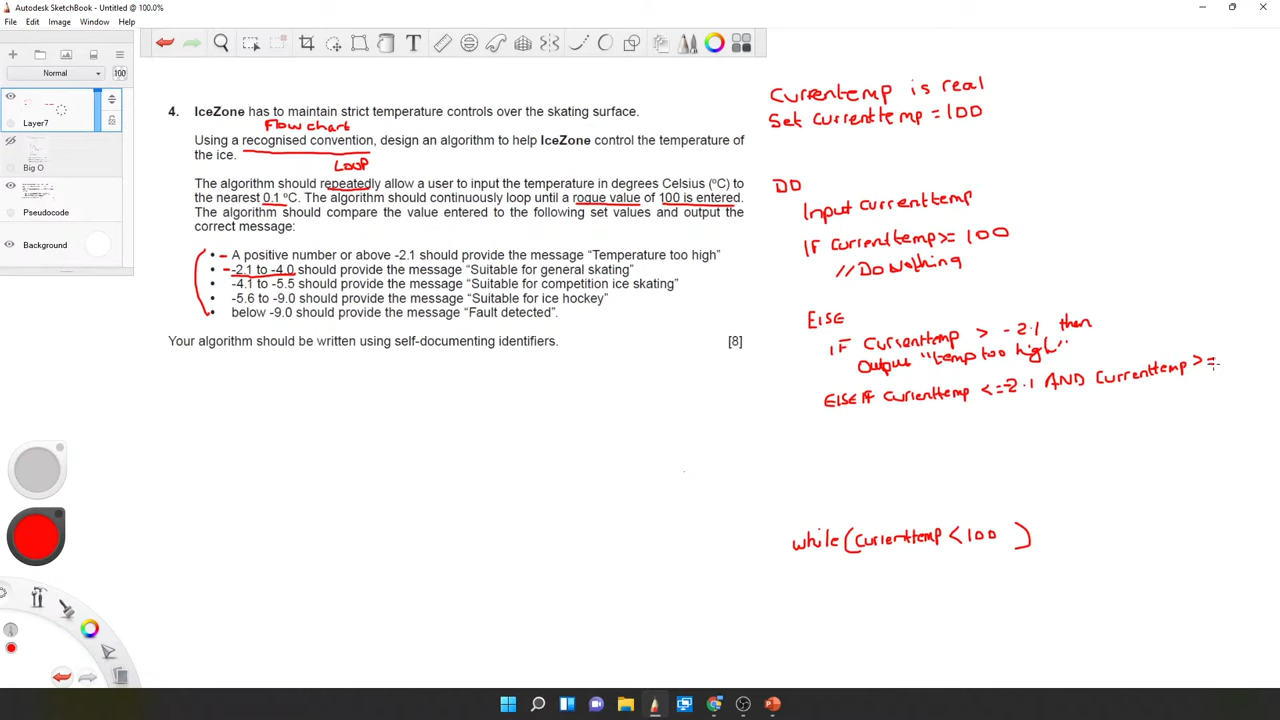 Autodesk SketchBook - Untitled @ 100.0%
File Edit Image Window Help
Normal 100
Layer7
Big O
Pseudocode
Background
4. IceZone has to maintain strict temperature controls over the skating surface.
Flow chart
Using a recognised convention, design an algorithm to help IceZone control the temperature of
the ice.
Loop
The algorithm should repeatedly allow a user to input the temperature in degrees Celsius (ºC) to
the nearest 0.1 ºC. The algorithm should continuously loop until a rogue value of 100 is entered.
The algorithm should compare the value entered to the following set values and output the
correct message:
• A positive number or above -2.1 should provide the message “Temperature too high”
• -2.1 to -4.0 should provide the message “Suitable for general skating”
• -4.1 to -5.5 should provide the message “Suitable for competition ice skating”
• -5.6 to -9.0 should provide the message “Suitable for ice hockey”
• below -9.0 should provide the message “Fault detected”.
Your algorithm should be written using self-documenting identifiers. [8]
Currentemp is real
Set currenttemp = 100
DO
Input currenttemp
IF currenttemp >= 100
// Do Nothing
ELSE
IF Currenttemp > -2.1 then
Output "temp too high"
ELSEIF currenttemp <= -2.1 AND Currenttemp >=
while (currenttemp < 100 )